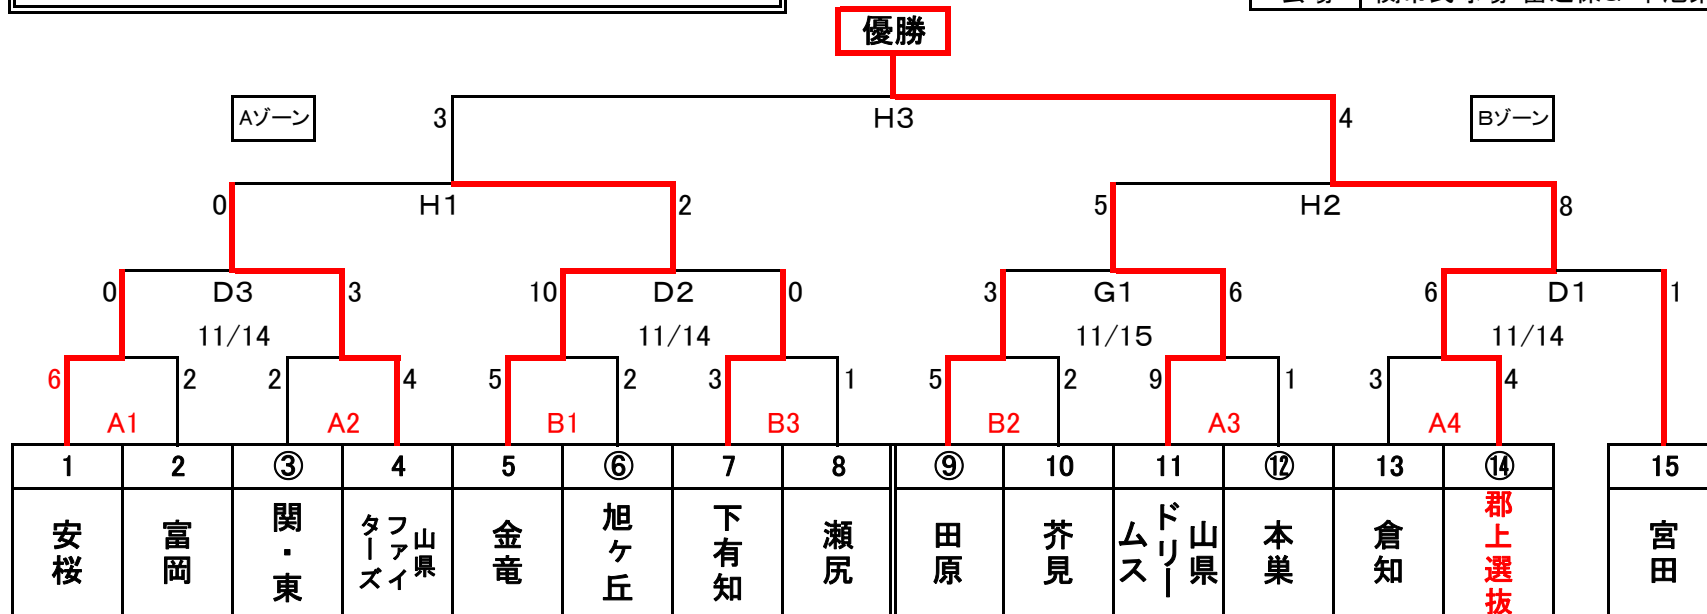 優勝
Aゾーン
3
H3
4
Bゾーン
0
H1
2
5
H2
8
0
D3
3
10
D2
0
3
G1
6
6
D1
1
11/14
11/14
11/15
11/14
6
2
2
4
5
2
3
1
5
2
9
1
3
4
A1
A2
B1
B3
B2
A3
A4
1
2
③
4
5
⑥
7
8
⑨
10
11
⑫
13
⑭
15
安桜
富岡
関・東
山県
ファイ
ターズ
金竜
旭ヶ丘
下有知
瀬尻
田原
芥見
山県
ドリー
ムス
本巣
倉知
郡上選抜
宮田